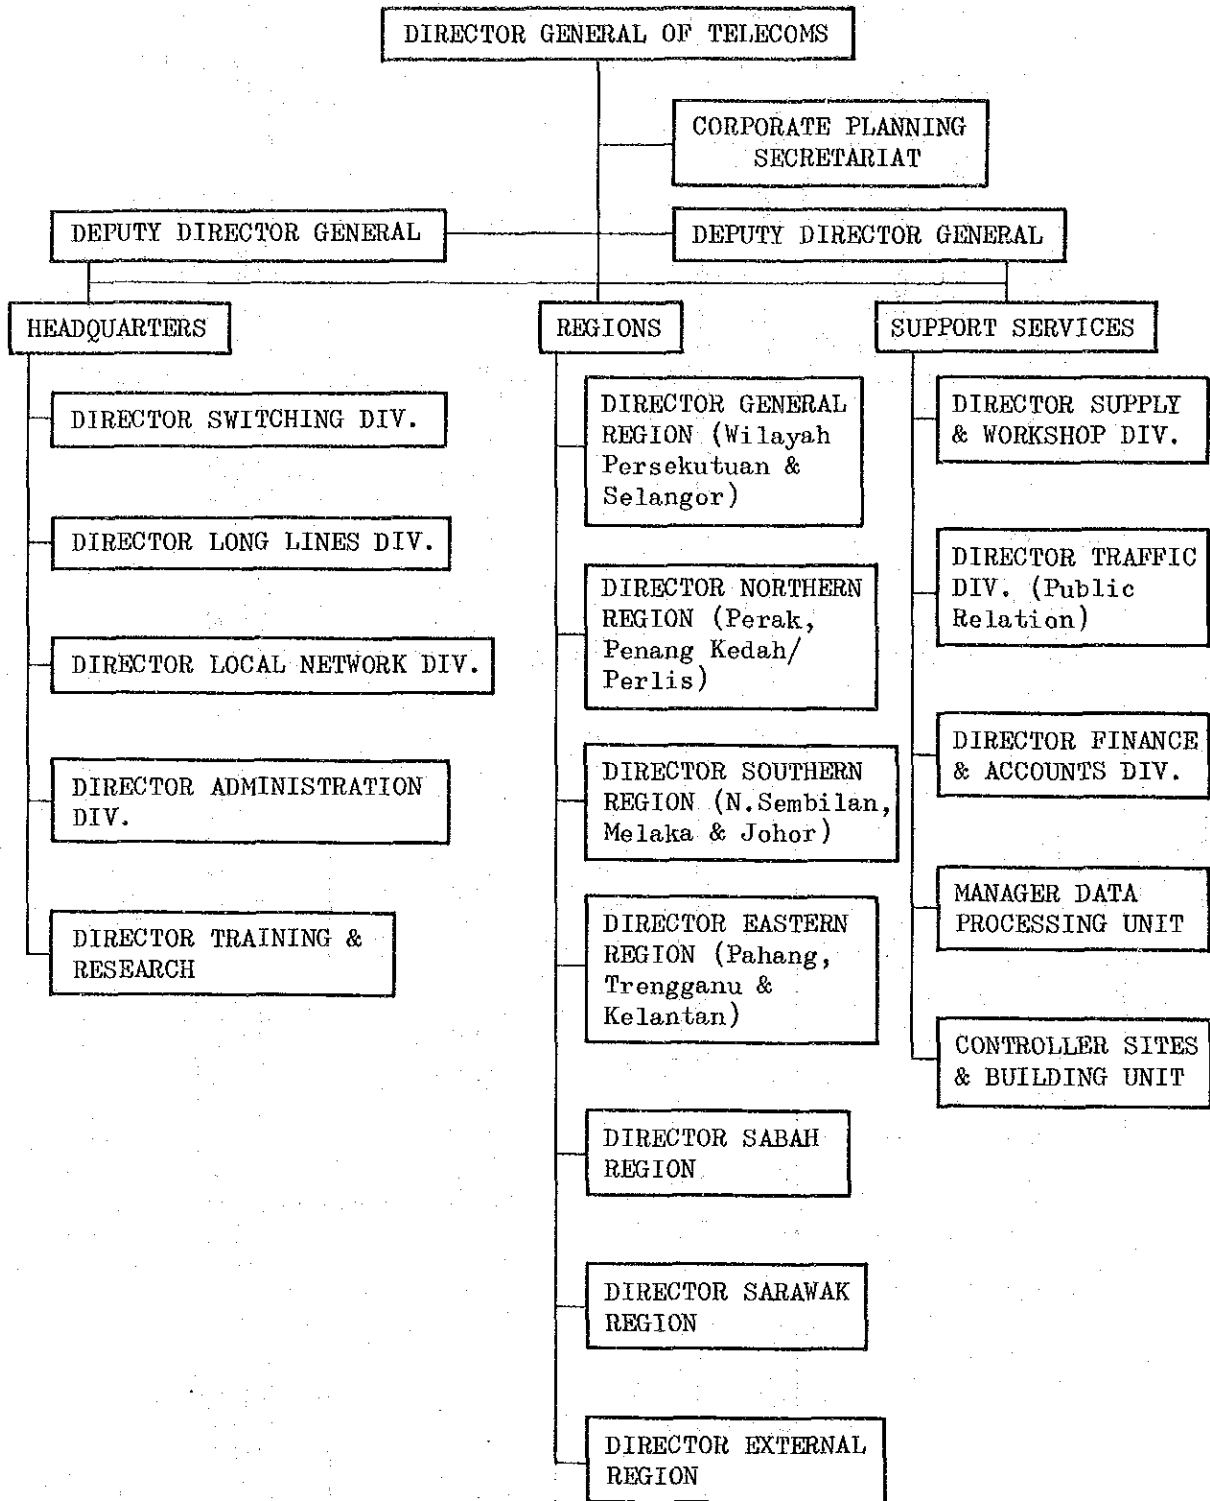 DIRECTOR GENERAL OF TELECOMS
CORPORATE PLANNING
SECRETARIAT
DEPUTY DIRECTOR GENERAL
DEPUTY DIRECTOR GENERAL
HEADQUARTERS
DIRECTOR SWITCHING DIV.
DIRECTOR LONG LINES DIV.
DIRECTOR LOCAL NETWORK DIV.
DIRECTOR ADMINISTRATION
DIV.
DIRECTOR TRAINING &
RESEARCH
REGIONS
DIRECTOR GENERAL
REGION (Wilayah
Persekutuan &
Selangor)
DIRECTOR NORTHERN
REGION (Perak,
Penang Kedah/
Perlis)
DIRECTOR SOUTHERN
REGION (N.Sembilan,
Melaka & Johor)
DIRECTOR EASTERN
REGION (Pahang,
Trengganu &
Kelantan)
DIRECTOR SABAH
REGION
DIRECTOR SARAWAK
REGION
DIRECTOR EXTERNAL
REGION
SUPPORT SERVICES
DIRECTOR SUPPLY
& WORKSHOP DIV.
DIRECTOR TRAFFIC
DIV. (Public
Relation)
DIRECTOR FINANCE
& ACCOUNTS DIV.
MANAGER DATA
PROCESSING UNIT
CONTROLLER SITES
& BUILDING UNIT